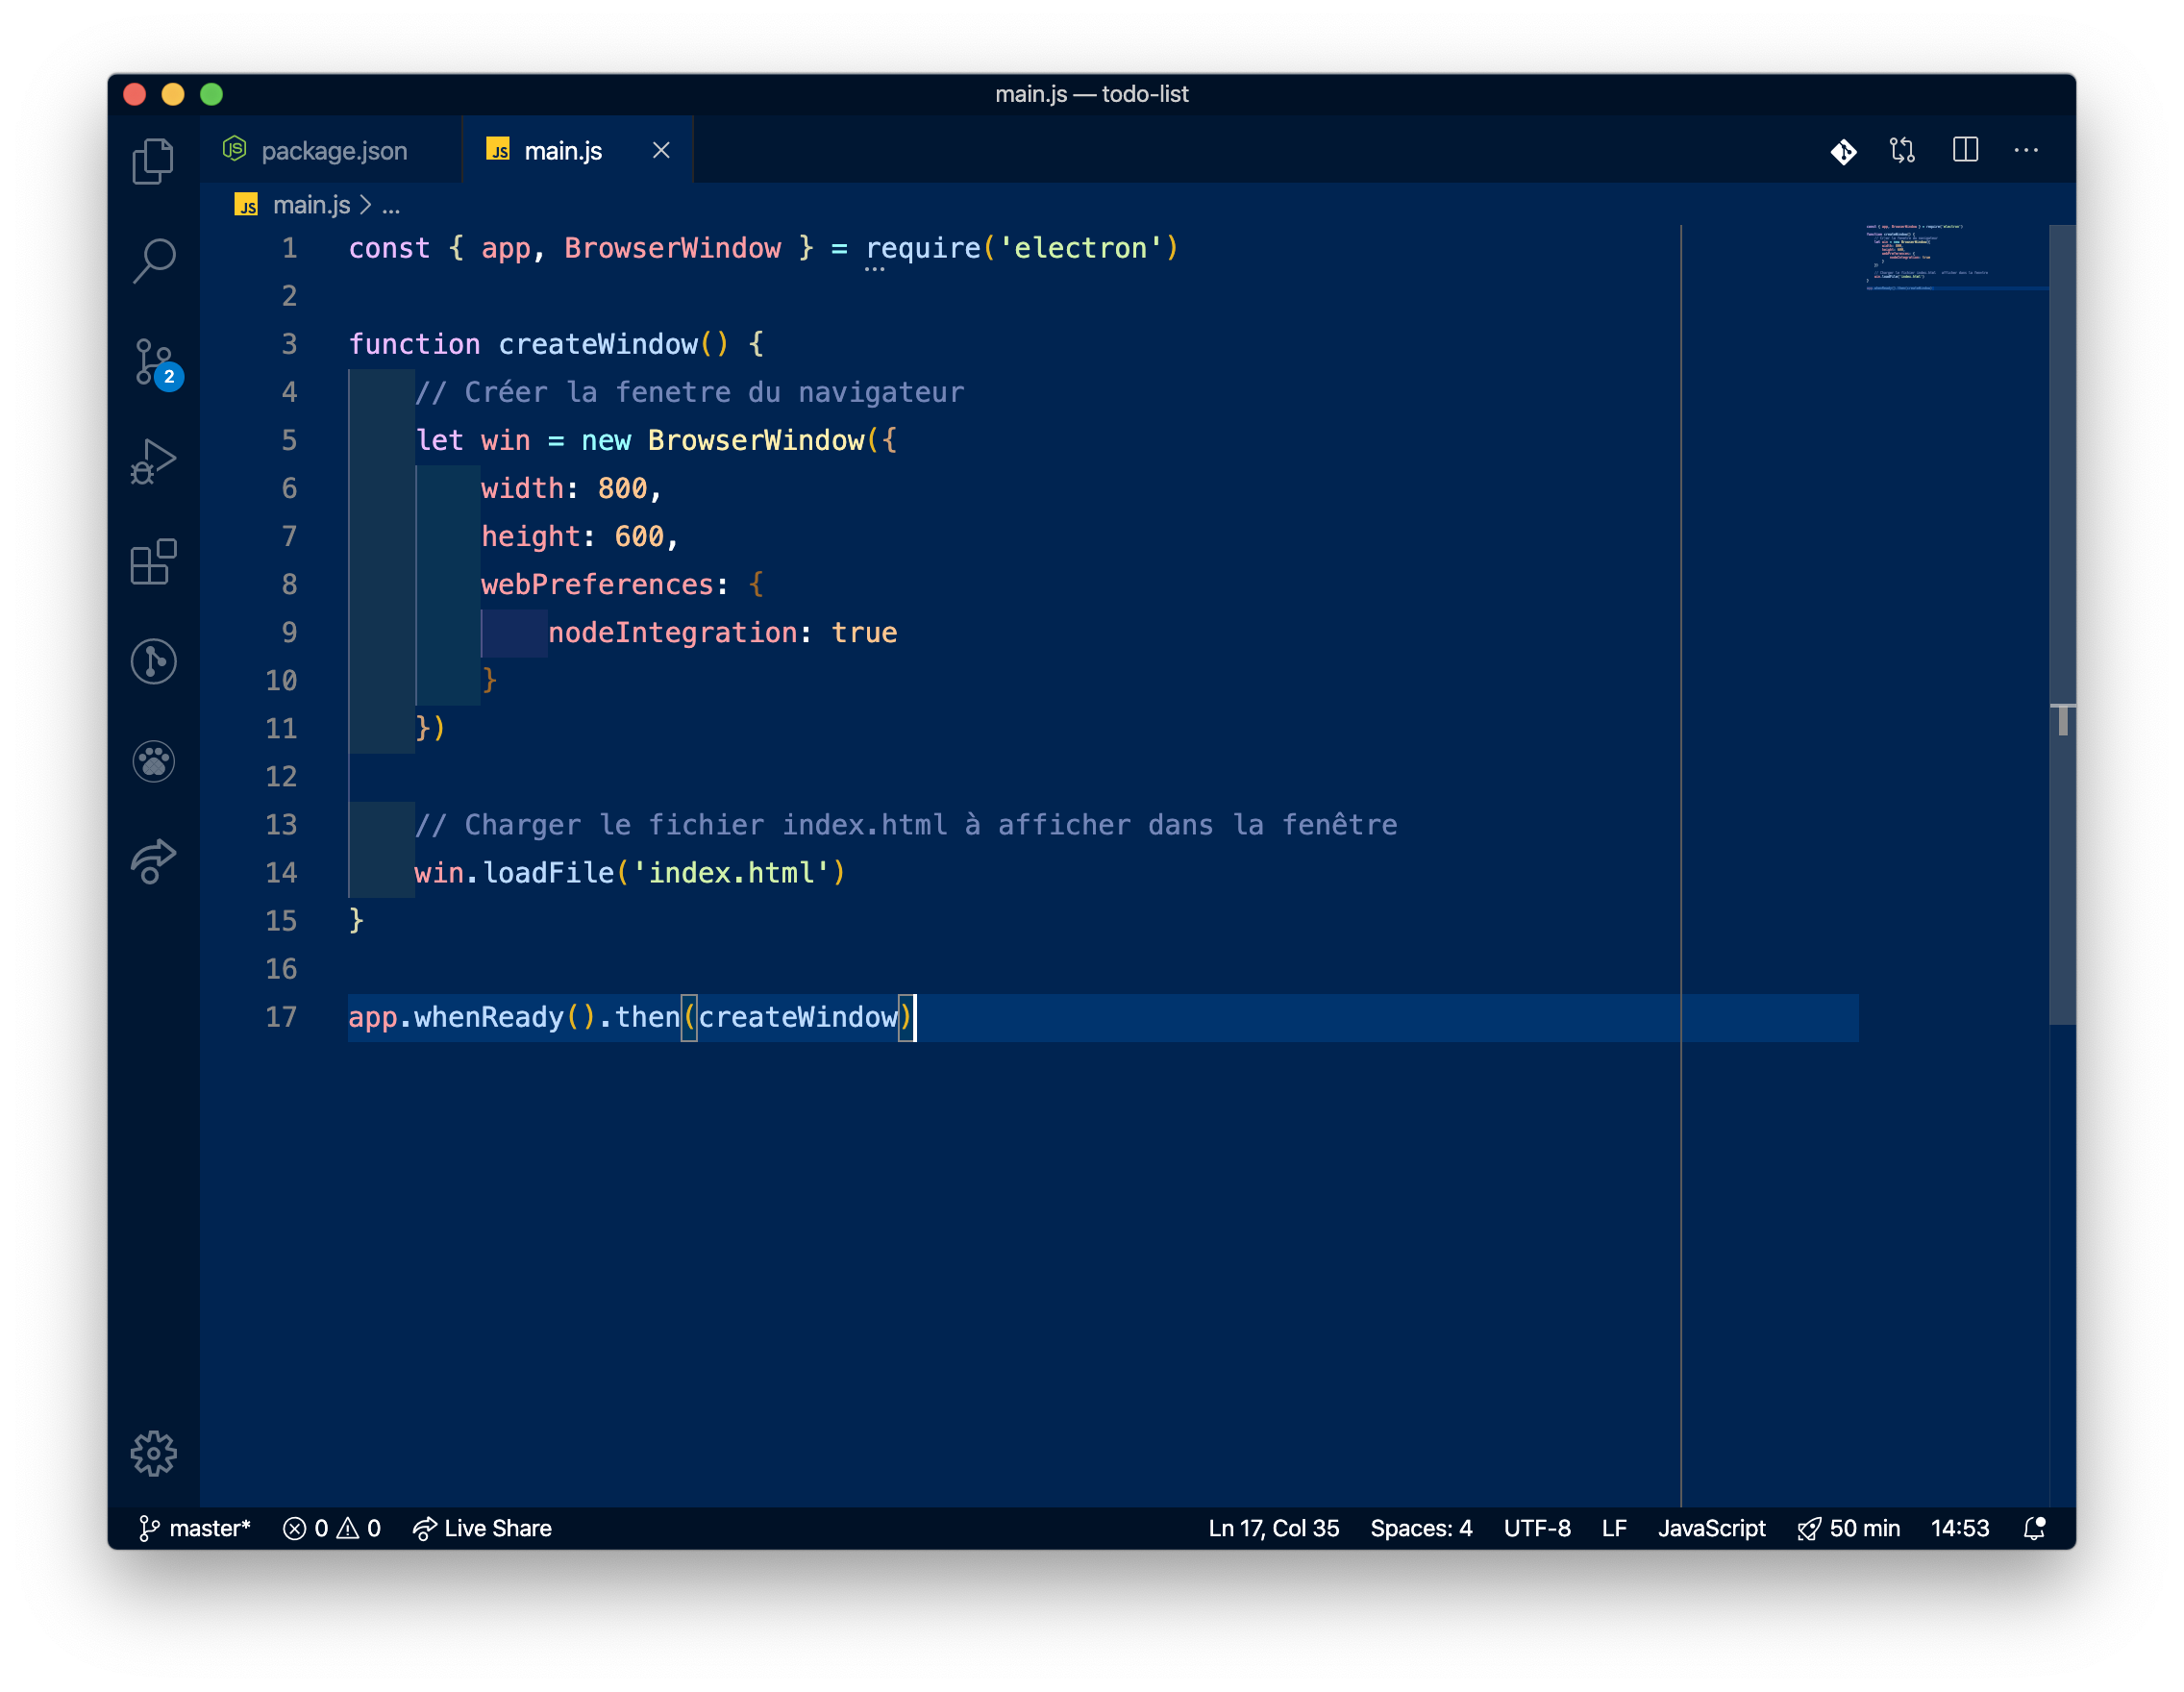 main.js — todo-list
package.json
JS main.js
JS main.js > ...
1 const { app, BrowserWindow } = require('electron')
2
3 function createWindow() {
4 // Créer la fenetre du navigateur
5 let win = new BrowserWindow({
6 width: 800,
7 height: 600,
8 webPreferences: {
9 nodeIntegration: true
10 }
11 })
12
13 // Charger le fichier index.html à afficher dans la fenêtre
14 win.loadFile('index.html')
15 }
16
17 app.whenReady().then(createWindow)
2
master* 0 0 Live Share Ln 17, Col 35 Spaces: 4 UTF-8 LF JavaScript 50 min 14:53